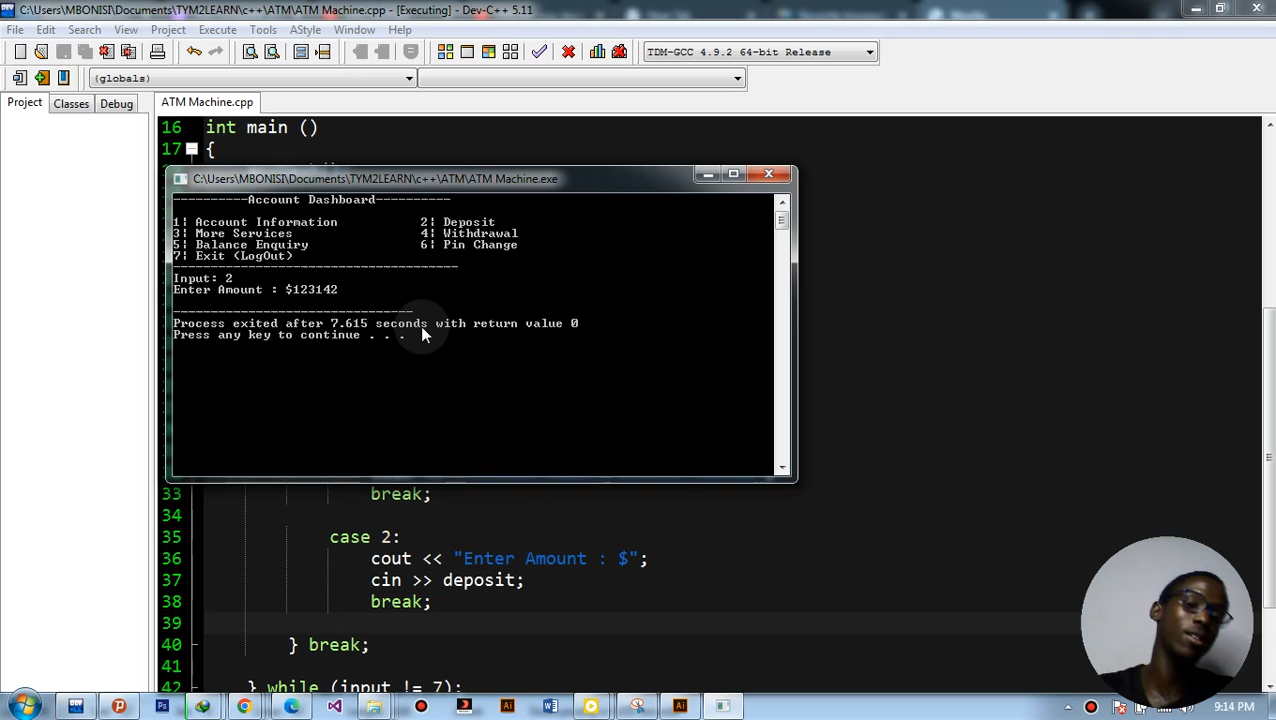 C:\Users\MBONISI\Documents\TYM2LEARN\c++\ATM\ATM Machine.cpp - [Executing] - Dev-C++ 5.11
File Edit Search View Project Execute Tools AStyle Window Help
TDM-GCC 4.9.2 64-bit Release
(globals)
Project Classes Debug ATM Machine.cpp
16 int main ()
17 {
C:\Users\MBONISI\Documents\TYM2LEARN\c++\ATM\ATM Machine.exe
----------Account Dashboard----------
1| Account Information 2| Deposit
3| More Services 4| Withdrawal
5| Balance Enquiry 6| Pin Change
7| Exit <LogOut>
--------------------------------------
Input: 2
Enter Amount : $123142
--------------------------------
Process exited after 7.615 seconds with return value 0
Press any key to continue . . .
33 break;
34
35 case 2:
36 cout << "Enter Amount : $";
37 cin >> deposit;
38 break;
39
40 } break;
41
42 } while (input != 7);
9:14 PM